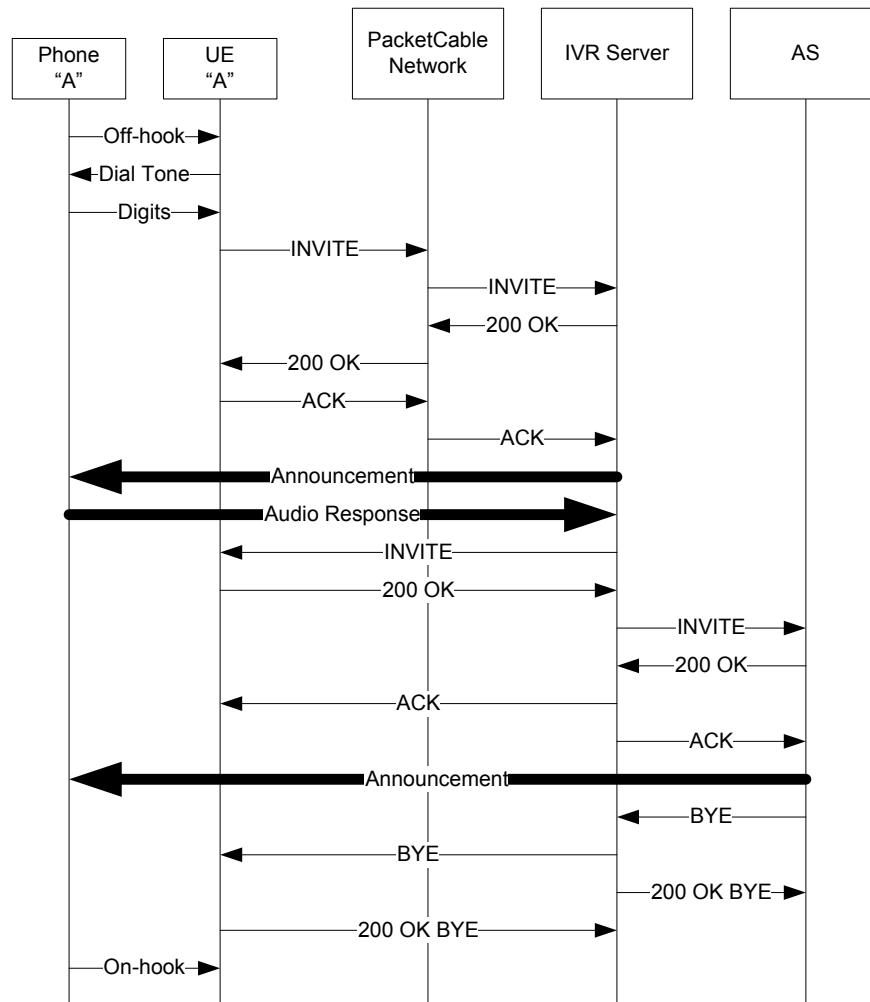 Phone
“A”
UE
“A”
PacketCable
Network
IVR Server
AS
Off-hook
Dial Tone
Digits
INVITE
INVITE
200 OK
200 OK
ACK
ACK
Announcement
Audio Response
INVITE
200 OK
INVITE
200 OK
ACK
ACK
Announcement
BYE
BYE
200 OK BYE
200 OK BYE
On-hook